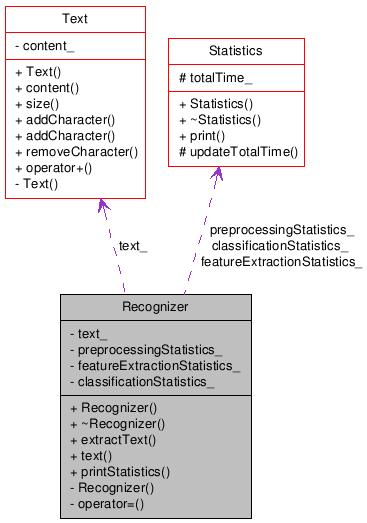 Text
- content_
+ Text()
+ content()
+ size()
+ addCharacter()
+ addCharacter()
+ removeCharacter()
+ operator+()
- Text()
Statistics
# totalTime_
+ Statistics()
+ ~Statistics()
+ print()
# updateTotalTime()
text_
preprocessingStatistics_
classificationStatistics_
featureExtractionStatistics_
Recognizer
- text_
- preprocessingStatistics_
- featureExtractionStatistics_
- classificationStatistics_
+ Recognizer()
+ ~Recognizer()
+ extractText()
+ text()
+ printStatistics()
- Recognizer()
- operator=()